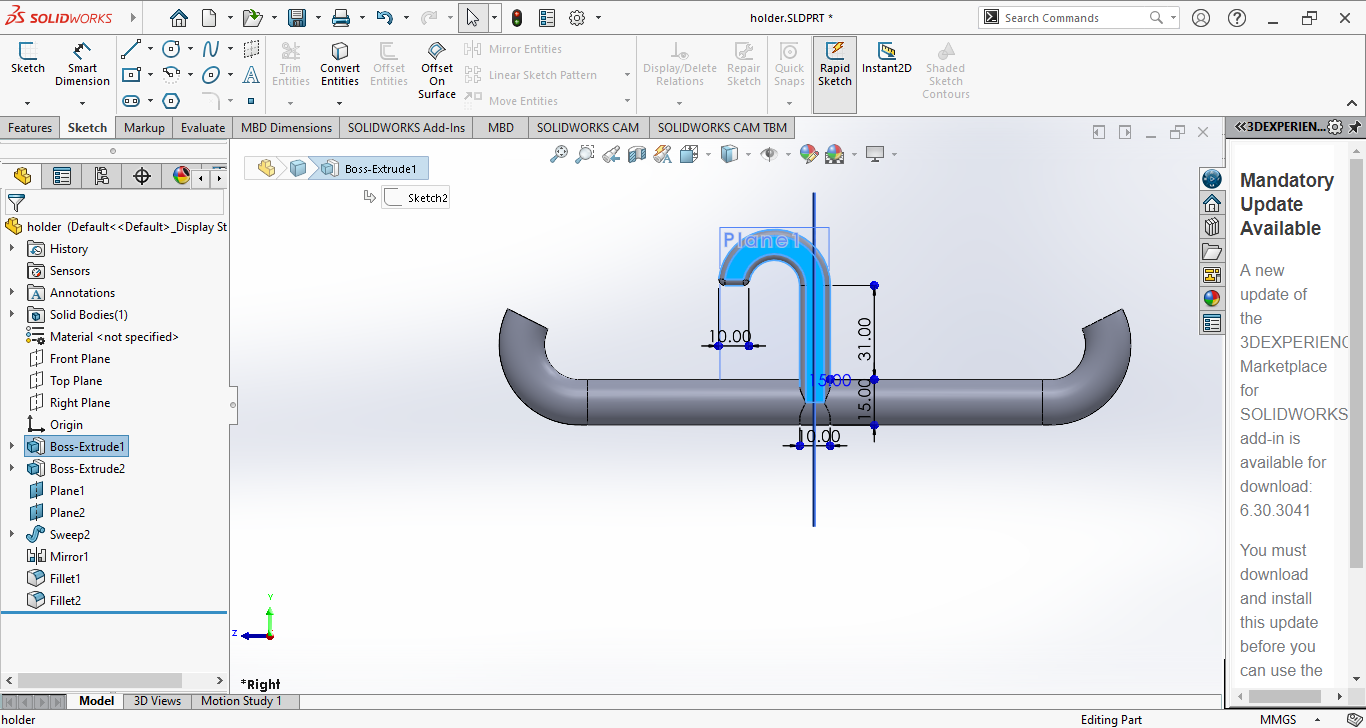 SOLIDWORKS
holder.SLDPRT *
Search Commands
Sketch
Smart
Dimension
Trim
Entities
Convert
Entities
Offset
Entities
Offset
On
Surface
Mirror Entities
Linear Sketch Pattern
Move Entities
Display/Delete
Relations
Repair
Sketch
Quick
Snaps
Rapid
Sketch
Instant2D
Shaded
Sketch
Contours
Features
Sketch
Markup
Evaluate
MBD Dimensions
SOLIDWORKS Add-Ins
MBD
SOLIDWORKS CAM
SOLIDWORKS CAM TBM
holder (Default<<Default>_Display St
History
Sensors
Annotations
Solid Bodies(1)
Material <not specified>
Front Plane
Top Plane
Right Plane
Origin
Boss-Extrude1
Boss-Extrude2
Plane1
Plane2
Sweep2
Mirror1
Fillet1
Fillet2
Boss-Extrude1
Sketch2
Plane1
10.00
31.00
15.00
15.00
10.00
Y
Z
*Right
3DEXPERIEN...
Mandatory
Update
Available
A new
update of
the
3DEXPERIENC
Marketplace
for
SOLIDWORKS
add-in is
available for
download:
6.30.3041
You must
download
and install
this update
before you
can use the
Model
3D Views
Motion Study 1
holder
Editing Part
MMGS